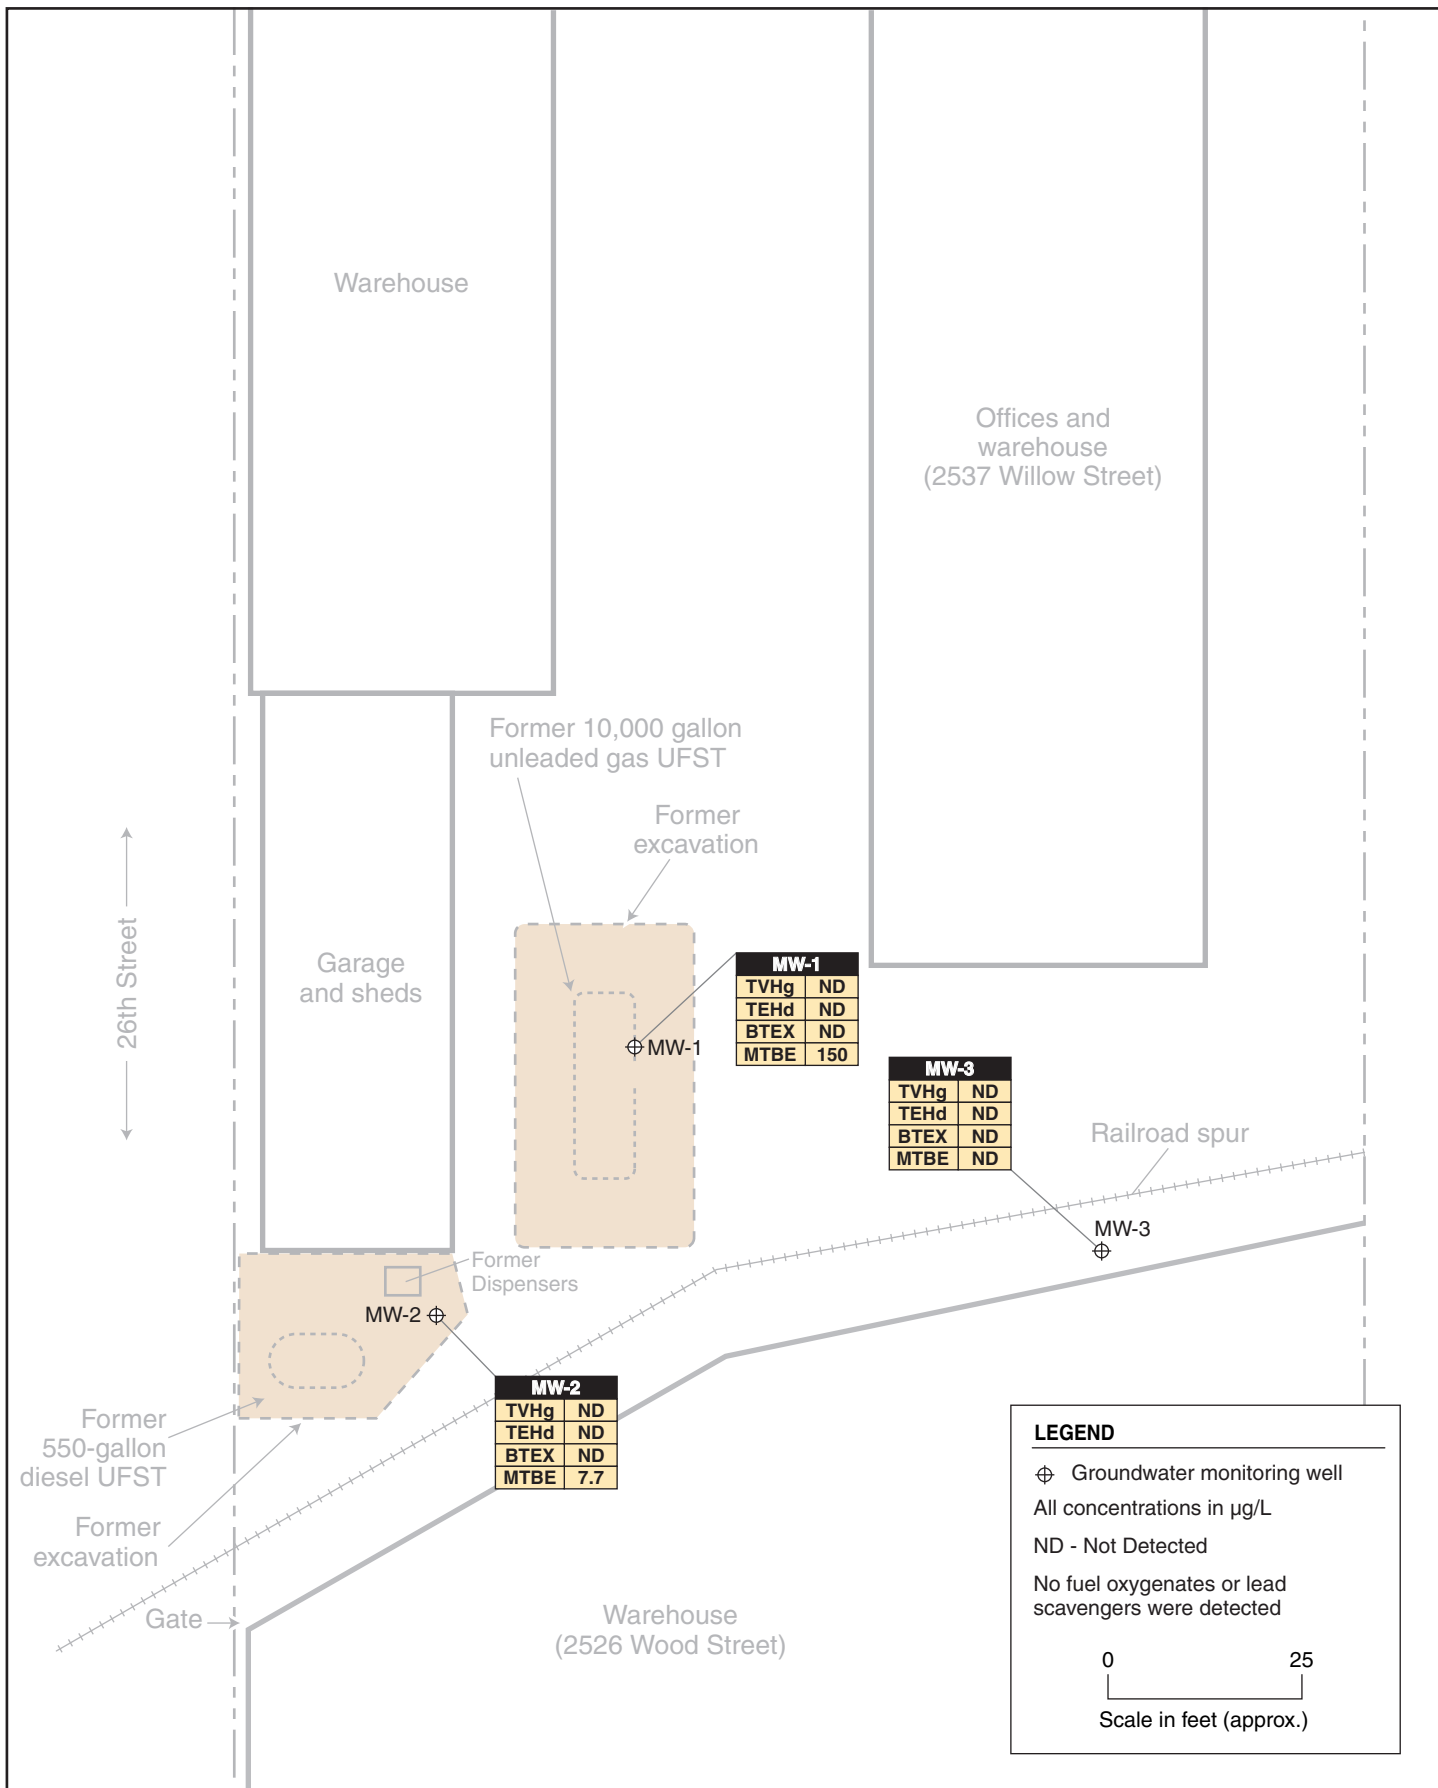 Warehouse
Offices and
warehouse
(2537 Willow Street)
Former 10,000 gallon
unleaded gas UFST
Former
excavation
26th Street
Garage
and sheds
MW-1
MW-1
TVHg ND
TEHd ND
BTEX ND
MTBE 150
MW-3
TVHg ND
TEHd ND
BTEX ND
MTBE ND
Railroad spur
MW-3
Former
Dispensers
MW-2
MW-2
TVHg ND
TEHd ND
BTEX ND
MTBE 7.7
Former
550-gallon
diesel UFST
Former
excavation
Gate
Warehouse
(2526 Wood Street)
LEGEND
Groundwater monitoring well
All concentrations in µg/L
ND - Not Detected
No fuel oxygenates or lead
scavengers were detected
0 25
Scale in feet (approx.)